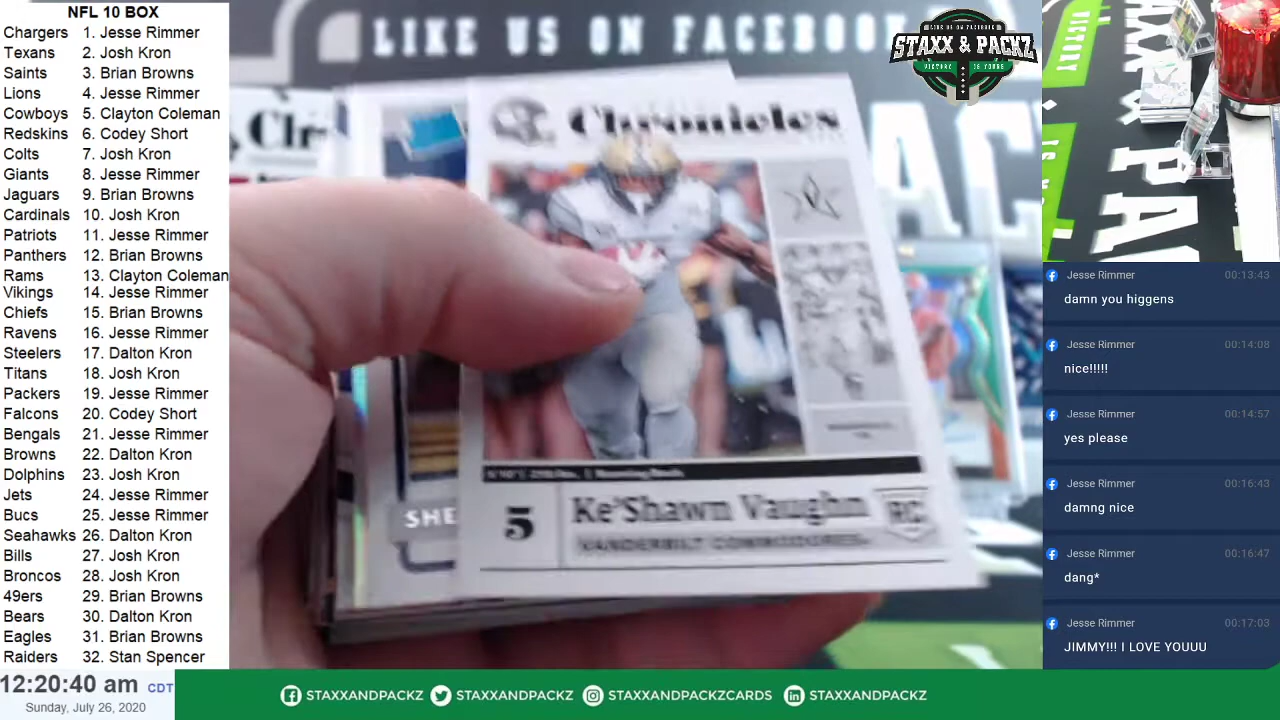 NFL 10 BOX
Chargers 1. Jesse Rimmer
Texans 2. Josh Kron
Saints 3. Brian Browns
Lions 4. Jesse Rimmer
Cowboys 5. Clayton Coleman
Redskins 6. Codey Short
Colts 7. Josh Kron
Giants 8. Jesse Rimmer
Jaguars 9. Brian Browns
Cardinals 10. Josh Kron
Patriots 11. Jesse Rimmer
Panthers 12. Brian Browns
Rams 13. Clayton Coleman
Vikings 14. Jesse Rimmer
Chiefs 15. Brian Browns
Ravens 16. Jesse Rimmer
Steelers 17. Dalton Kron
Titans 18. Josh Kron
Packers 19. Jesse Rimmer
Falcons 20. Codey Short
Bengals 21. Jesse Rimmer
Browns 22. Dalton Kron
Dolphins 23. Josh Kron
Jets 24. Jesse Rimmer
Bucs 25. Jesse Rimmer
Seahawks 26. Dalton Kron
Bills 27. Josh Kron
Broncos 28. Josh Kron
49ers 29. Brian Browns
Bears 30. Dalton Kron
Eagles 31. Brian Browns
Raiders 32. Stan Spencer
12:20:40 am CDT
Sunday, July 26, 2020
LIKE US ON FACEBOOK
Chronicles
SHE
5 Ke'Shawn Vaughn RC
VANDERBILT COMMODORES
LIKE US ON FACEBOOK
STAXX & PACKZ
VICTORY IS YOURS
VICTORY
Jesse Rimmer 00:13:43
damn you higgens
Jesse Rimmer 00:14:08
nice!!!!!
Jesse Rimmer 00:14:57
yes please
Jesse Rimmer 00:16:43
damng nice
Jesse Rimmer 00:16:47
dang*
Jesse Rimmer 00:17:03
JIMMY!!! I LOVE YOUUU
STAXXANDPACKZ STAXXANDPACKZ STAXXANDPACKZCARDS STAXXANDPACKZ